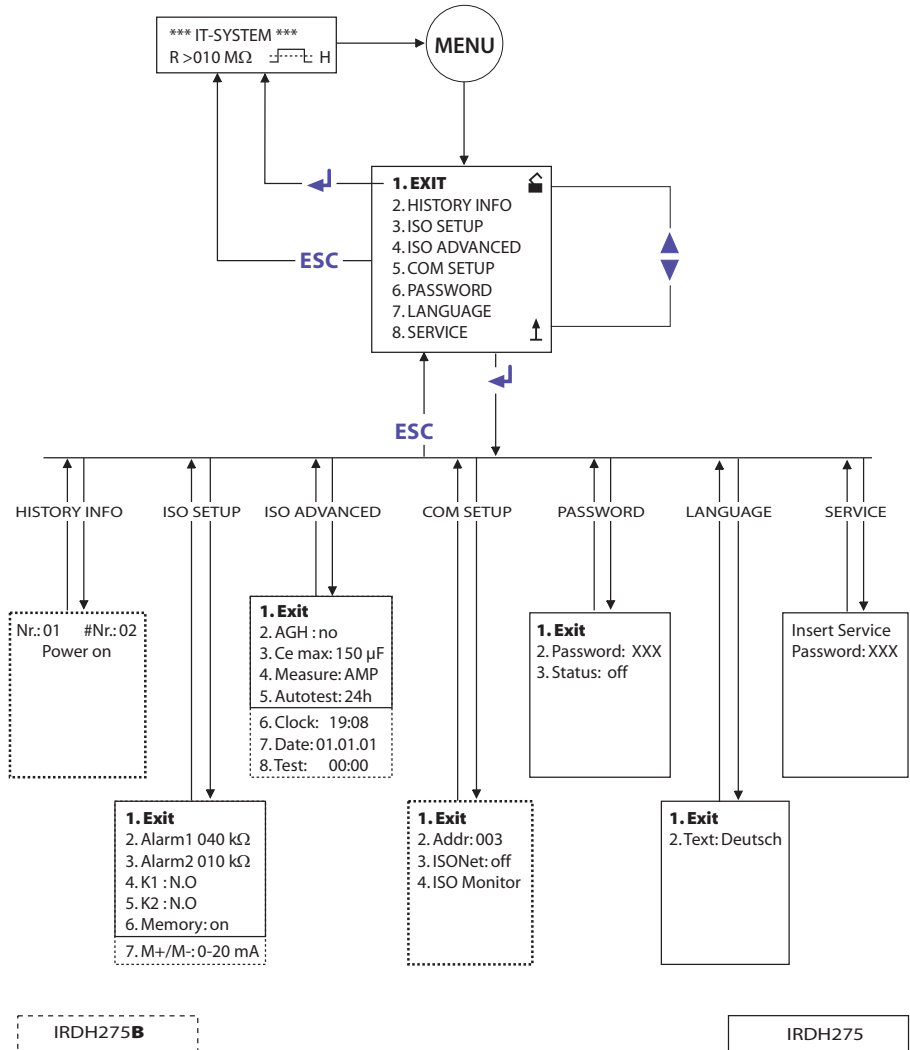 *** IT-SYSTEM ***
R >010 MΩ H
MENU
1. EXIT
2. HISTORY INFO
3. ISO SETUP
4. ISO ADVANCED
5. COM SETUP
6. PASSWORD
7. LANGUAGE
8. SERVICE
ESC
ESC
HISTORY INFO
ISO SETUP
ISO ADVANCED
COM SETUP
PASSWORD
LANGUAGE
SERVICE
Nr.: 01 #Nr.: 02
Power on
1. Exit
2. AGH : no
3. Ce max: 150 µF
4. Measure: AMP
5. Autotest: 24h
6. Clock: 19:08
7. Date: 01.01.01
8. Test: 00:00
1. Exit
2. Password: XXX
3. Status: off
Insert Service
Password: XXX
1. Exit
2. Alarm1 040 kΩ
3. Alarm2 010 kΩ
4. K1 : N.O
5. K2 : N.O
6. Memory: on
7. M+/M-: 0-20 mA
1. Exit
2. Addr: 003
3. ISONet: off
4. ISO Monitor
1. Exit
2. Text: Deutsch
IRDH275B
IRDH275